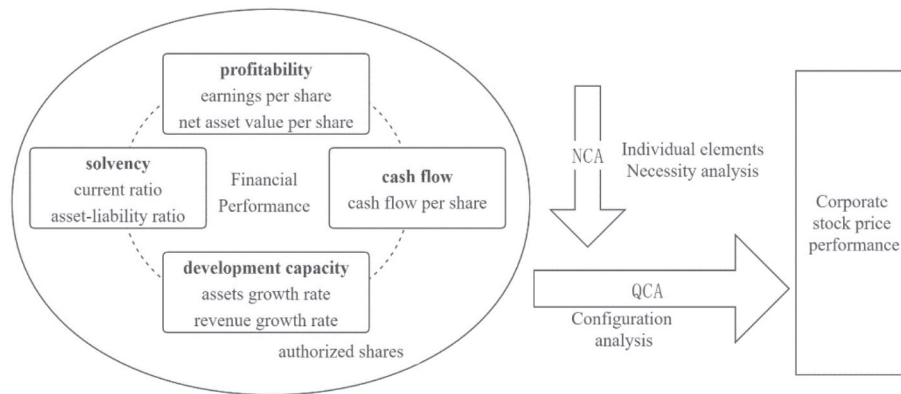 profitability
earnings per share
net asset value per share
solvency
current ratio
asset-liability ratio
Financial
Performance
cash flow
cash flow per share
development capacity
assets growth rate
revenue growth rate
authorized shares
NCA
Individual elements
Necessity analysis
QCA
Configuration
analysis
Corporate
stock price
performance